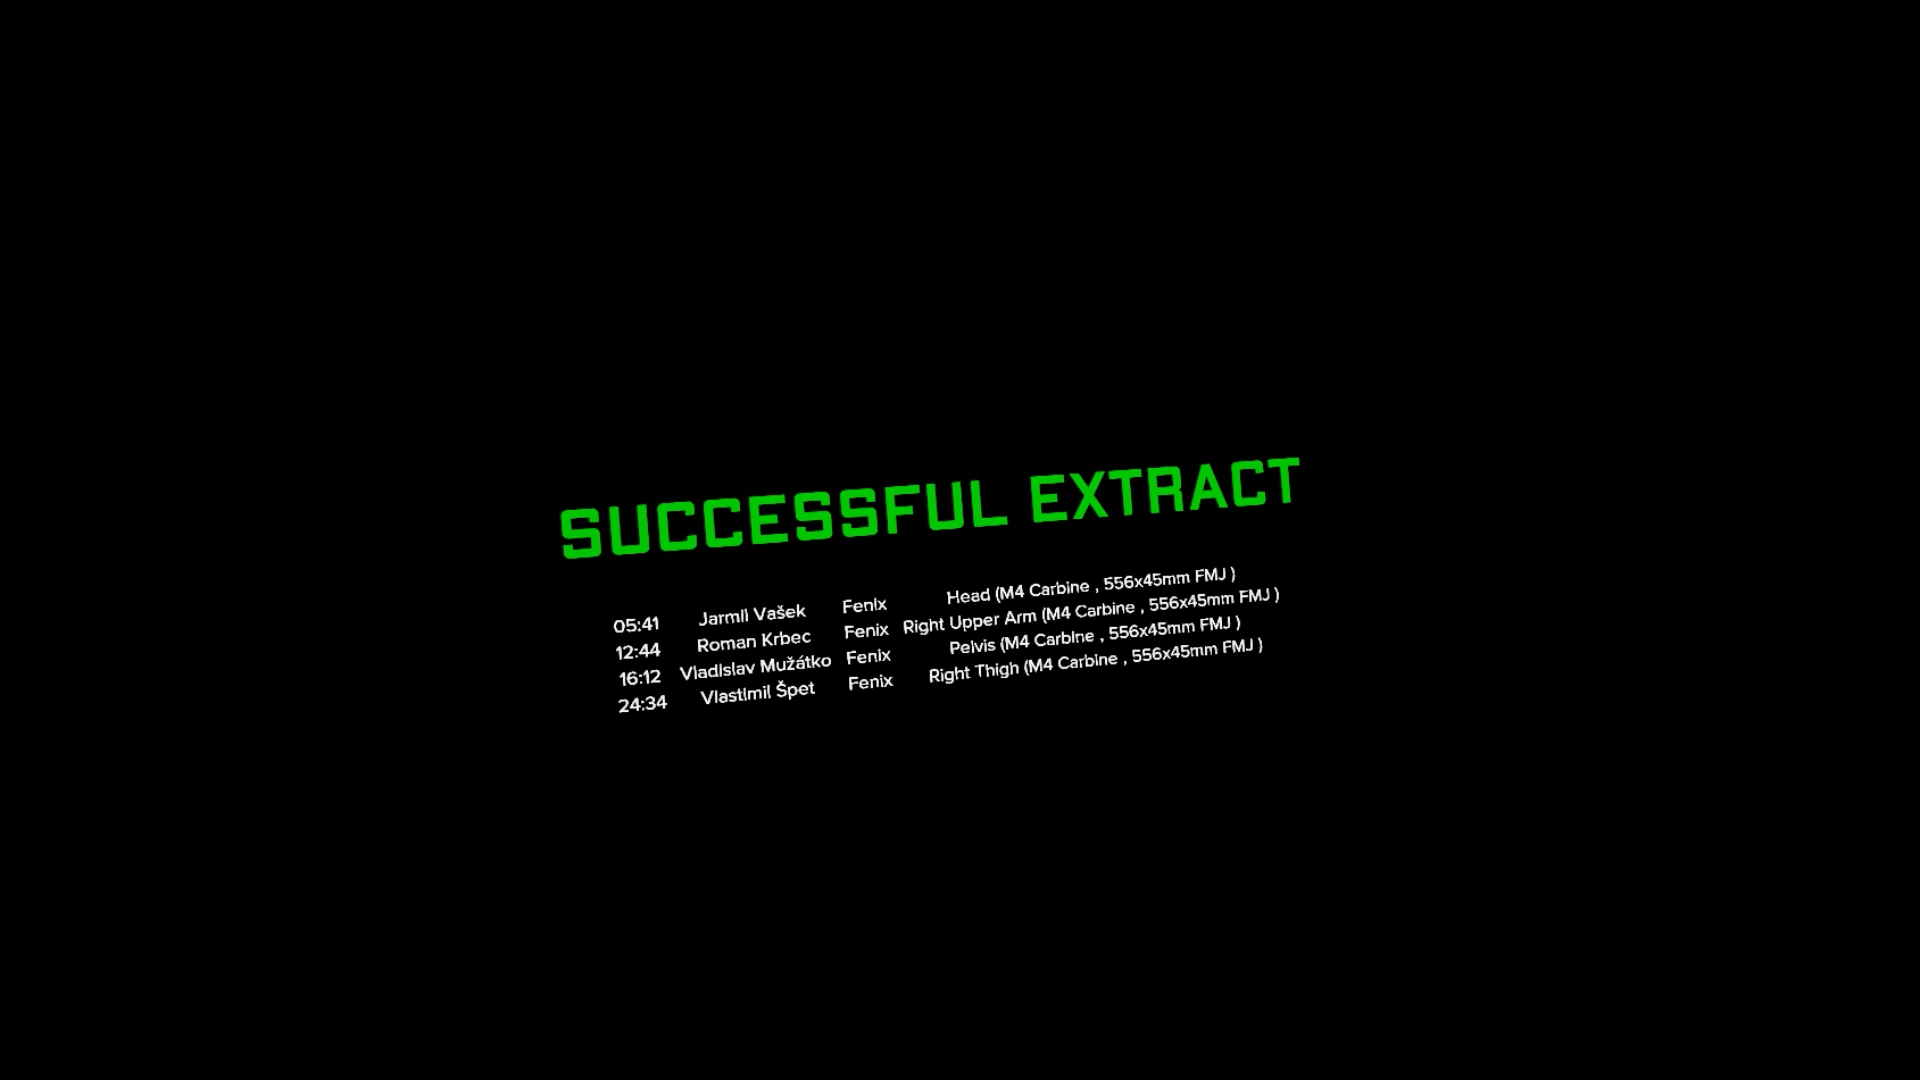 SUCCESSFUL EXTRACT
05:41 Jarmil Vašek Fenix Head (M4 Carbine , 556x45mm FMJ )
12:44 Roman Krbec Fenix Right Upper Arm (M4 Carbine , 556x45mm FMJ )
16:12 Vladislav Mužátko Fenix Pelvis (M4 Carbine , 556x45mm FMJ )
24:34 Vlastimil Špet Fenix Right Thigh (M4 Carbine , 556x45mm FMJ )